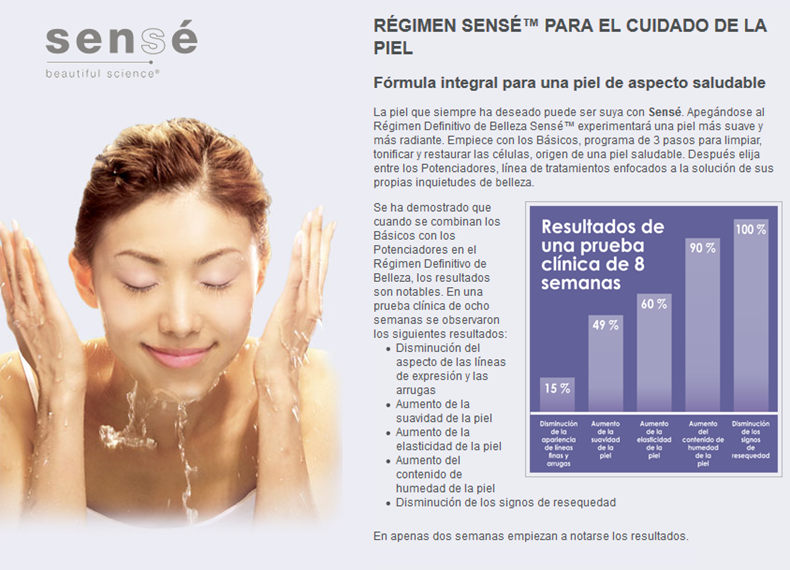 sensé
beautiful science®
RÉGIMEN SENSÉ™ PARA EL CUIDADO DE LA
PIEL
Fórmula integral para una piel de aspecto saludable
La piel que siempre ha deseado puede ser suya con Sensé. Apegándose al
Régimen Definitivo de Belleza Sensé™ experimentará una piel más suave y
más radiante. Empiece con los Básicos, programa de 3 pasos para limpiar,
tonificar y restaurar las células, origen de una piel saludable. Después elija
entre los Potenciadores, línea de tratamientos enfocados a la solución de sus
propias inquietudes de belleza.
Se ha demostrado que
cuando se combinan los
Básicos con los
Potenciadores en el
Régimen Definitivo de
Belleza, los resultados
son notables. En una
prueba clínica de ocho
semanas se observaron
los siguientes resultados:
• Disminución del
aspecto de las líneas
de expresión y las
arrugas
• Aumento de la
suavidad de la piel
• Aumento de la
elasticidad de la piel
• Aumento del
contenido de
humedad de la piel
• Disminución de los signos de resequedad
En apenas dos semanas empiezan a notarse los resultados.
Resultados de
una prueba
clínica de 8
semanas
15 %
49 %
60 %
90 %
100 %
Disminución
de la
apariencia
de líneas
finas y
arrugas
Aumento
de la
suavidad
de la
piel
Aumento
de la
elasticidad
de la
piel
Aumento
del
contenido de
humedad
de la
piel
Disminución
de los
signos
de
resequedad